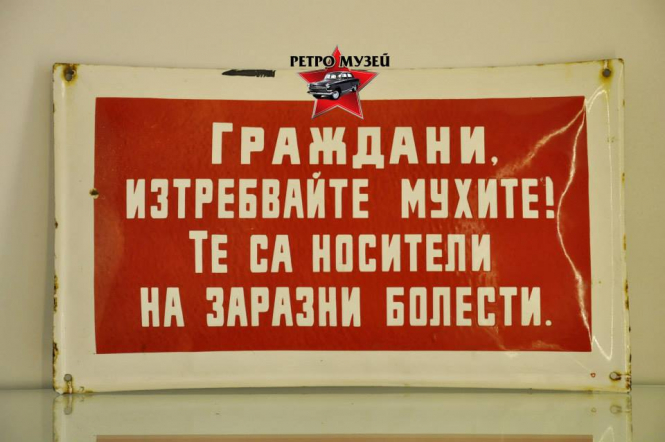 РЕТРО МУЗЕЙ
ГРАЖДАНИ,
ИЗТРЕБВАЙТЕ МУХИТЕ!
ТЕ СА НОСИТЕЛИ
НА ЗАРАЗНИ БОЛЕСТИ.